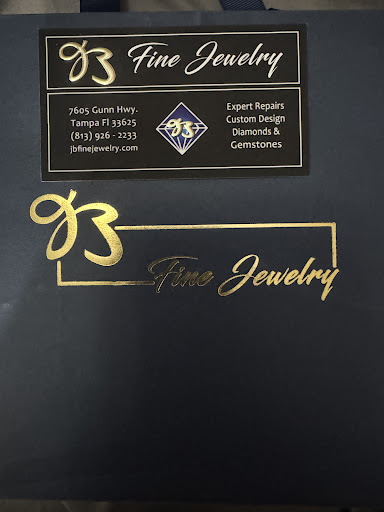 JB Fine Jewelry
7605 Gunn Hwy.
Tampa Fl 33625
(813) 926 - 2233
jbfinejewelry.com
JB
Expert Repairs
Custom Design
Diamonds &
Gemstones
JB
Fine Jewelry